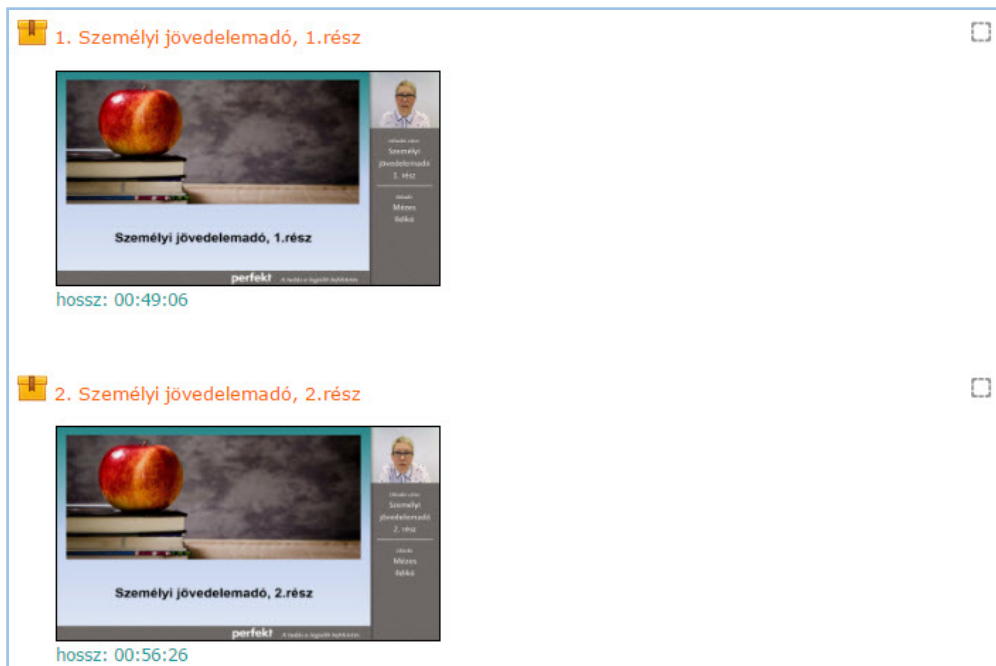 1. Személyi jövedelemadó, 1.rész
Személyi
jövedelemadó
1. rész
Mézes
Ildikó
Személyi jövedelemadó, 1.rész
perfekt
hossz: 00:49:06
2. Személyi jövedelemadó, 2.rész
Személyi
jövedelemadó
2. rész
Mézes
Ildikó
Személyi jövedelemadó, 2.rész
perfekt
hossz: 00:56:26